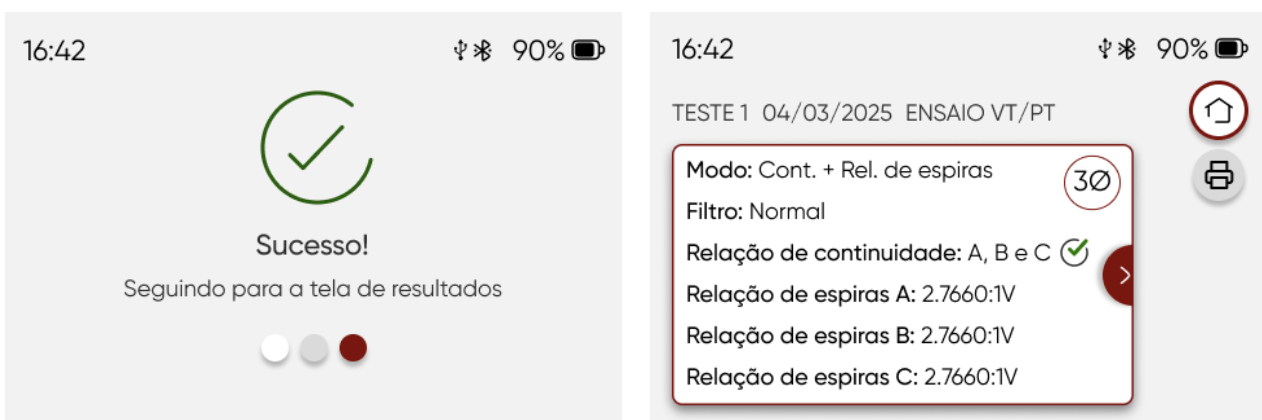 16:42 90%
Sucesso!
Seguindo para a tela de resultados
16:42 90%
TESTE 1 04/03/2025 ENSAIO VT/PT
Modo: Cont. + Rel. de espiras
3Ø
Filtro: Normal
Relação de continuidade: A, B e C
Relação de espiras A: 2.7660:1V
Relação de espiras B: 2.7660:1V
Relação de espiras C: 2.7660:1V